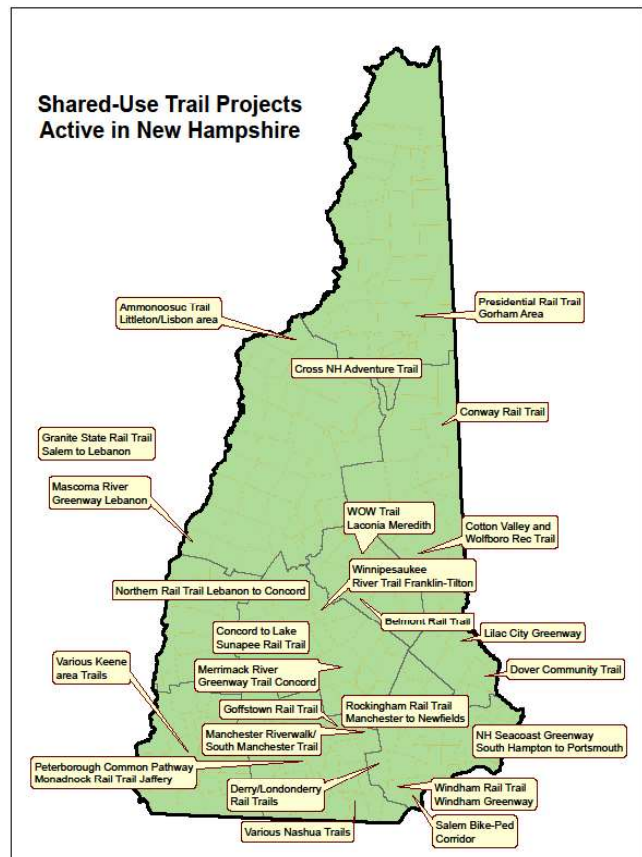 Shared-Use Trail Projects
Active in New Hampshire
Ammonoosuc Trail
Littleton/Lisbon area
Presidential Rail Trail
Gorham Area
Cross NH Adventure Trail
Conway Rail Trail
Granite State Rail Trail
Salem to Lebanon
Mascoma River
Greenway Lebanon
WOW Trail
Laconia Meredith
Cotton Valley and
Wolfboro Rec Trail
Winnipesaukee
River Trail Franklin-Tilton
Northern Rail Trail Lebanon to Concord
Belmont Rail Trail
Lilac City Greenway
Concord to Lake
Sunapee Rail Trail
Various Keene
area Trails
Merrimack River
Greenway Trail Concord
Dover Community Trail
Goffstown Rail Trail
Rockingham Rail Trail
Manchester to Newfields
Manchester Riverwalk/
South Manchester Trail
NH Seacoast Greenway
South Hampton to Portsmouth
Peterborough Common Pathway
Monadnock Rail Trail Jaffery
Derry/Londonderry
Rail Trails
Windham Rail Trail
Windham Greenway
Various Nashua Trails
Salem Bike-Ped
Corridor